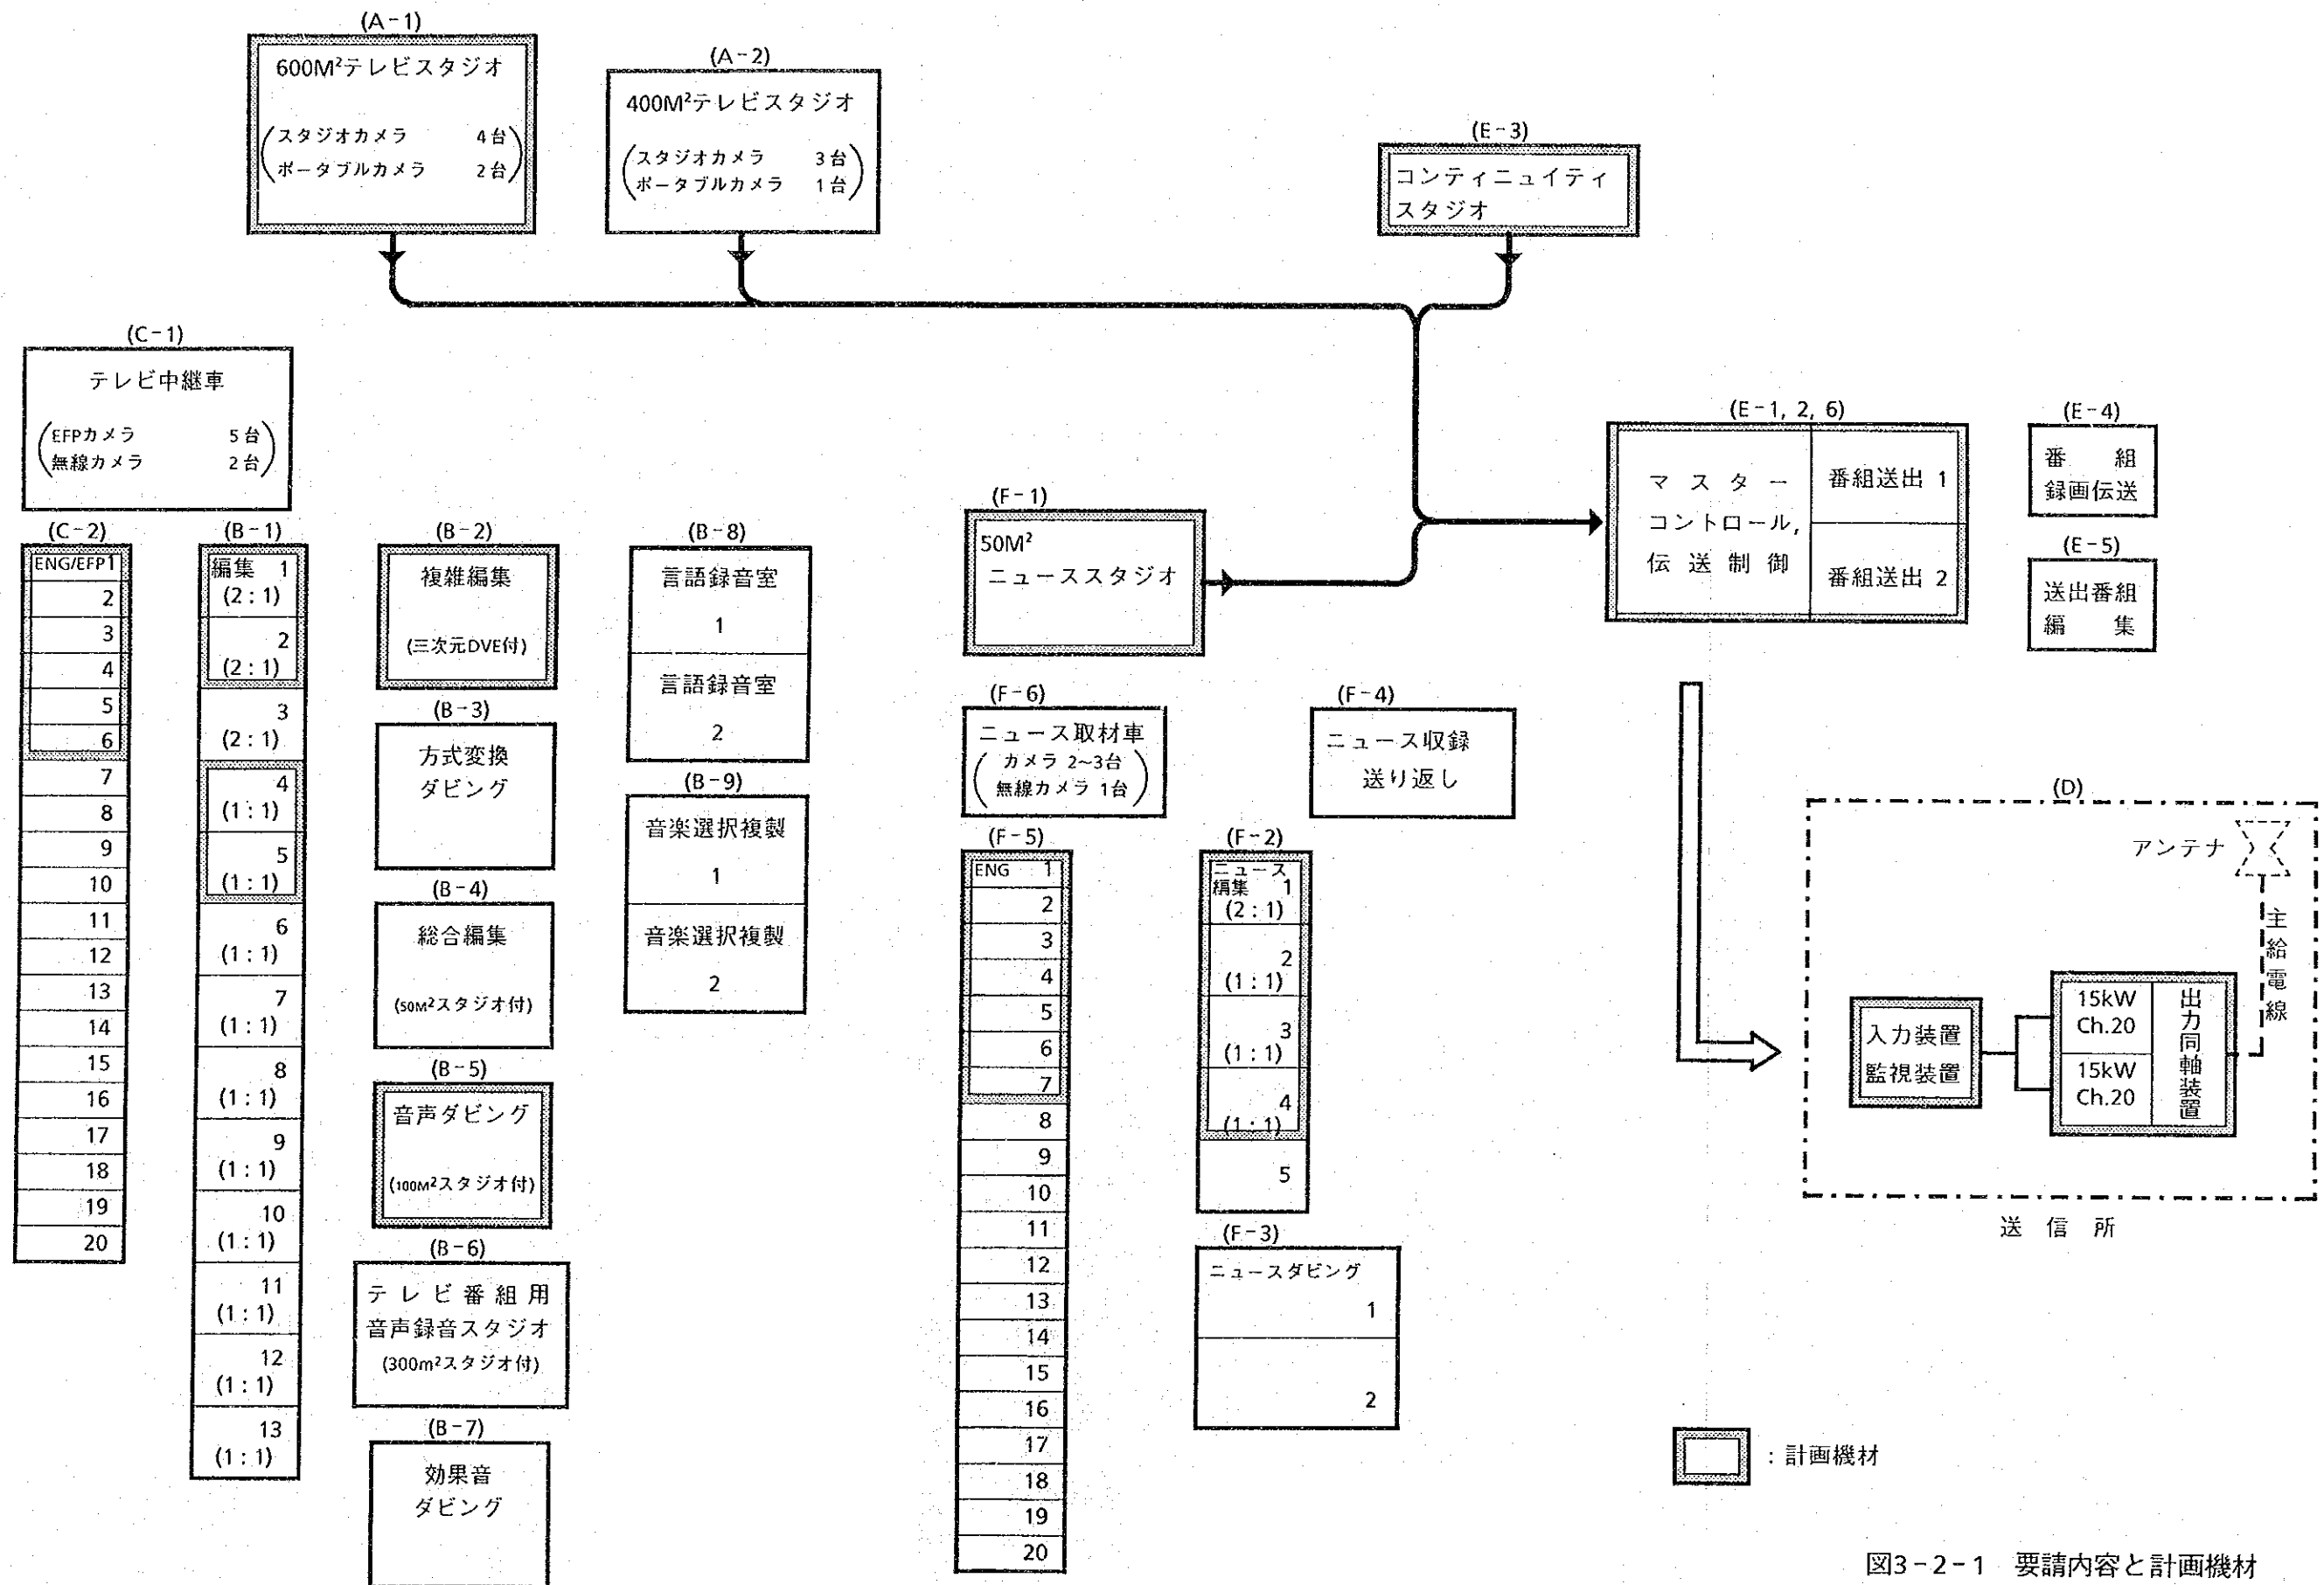 (A-1)
600M²テレビスタジオ
スタジオカメラ 4台
ポータブルカメラ 2台
(A-2)
400M²テレビスタジオ
スタジオカメラ 3台
ポータブルカメラ 1台
(E-3)
コンティニュイティ
スタジオ
(C-1)
テレビ中継車
EFPカメラ 5台
無線カメラ 2台
(C-2)
ENG/EFP1
2
3
4
5
6
7
8
9
10
11
12
13
14
15
16
17
18
19
20
(B-1)
編集 1
(2:1)
2
(2:1)
3
(2:1)
4
(1:1)
5
(1:1)
6
(1:1)
7
(1:1)
8
(1:1)
9
(1:1)
10
(1:1)
11
(1:1)
12
(1:1)
13
(1:1)
(B-2)
複雑編集
(三次元DVE付)
(B-3)
方式変換
ダビング
(B-4)
総合編集
(50M²スタジオ付)
(B-5)
音声ダビング
(100M²スタジオ付)
(B-6)
テレビ番組用
音声録音スタジオ
(300m²スタジオ付)
(B-7)
効果音
ダビング
(B-8)
言語録音室
1
言語録音室
2
(B-9)
音楽選択複製
1
音楽選択複製
2
(F-1)
50M²
ニューススタジオ
(F-6)
ニュース取材車
カメラ 2~3台
無線カメラ 1台
(F-4)
ニュース収録
送り返し
(F-5)
ENG 1
2
3
4
5
6
7
8
9
10
11
12
13
14
15
16
17
18
19
20
(F-2)
ニュース
編集 1
(2:1)
2
(1:1)
3
(1:1)
4
(1:1)
5
(F-3)
ニュースダビング
1
2
(E-1, 2, 6)
マスター
コントロール,
伝送制御
番組送出 1
番組送出 2
(E-4)
番組
録画伝送
(E-5)
送出番組
編集
(D)
アンテナ
主給電線
入力装置
監視装置
15kW
Ch.20
15kW
Ch.20
出力同軸装置
送信所
:計画機材
図3-2-1 要請内容と計画機材